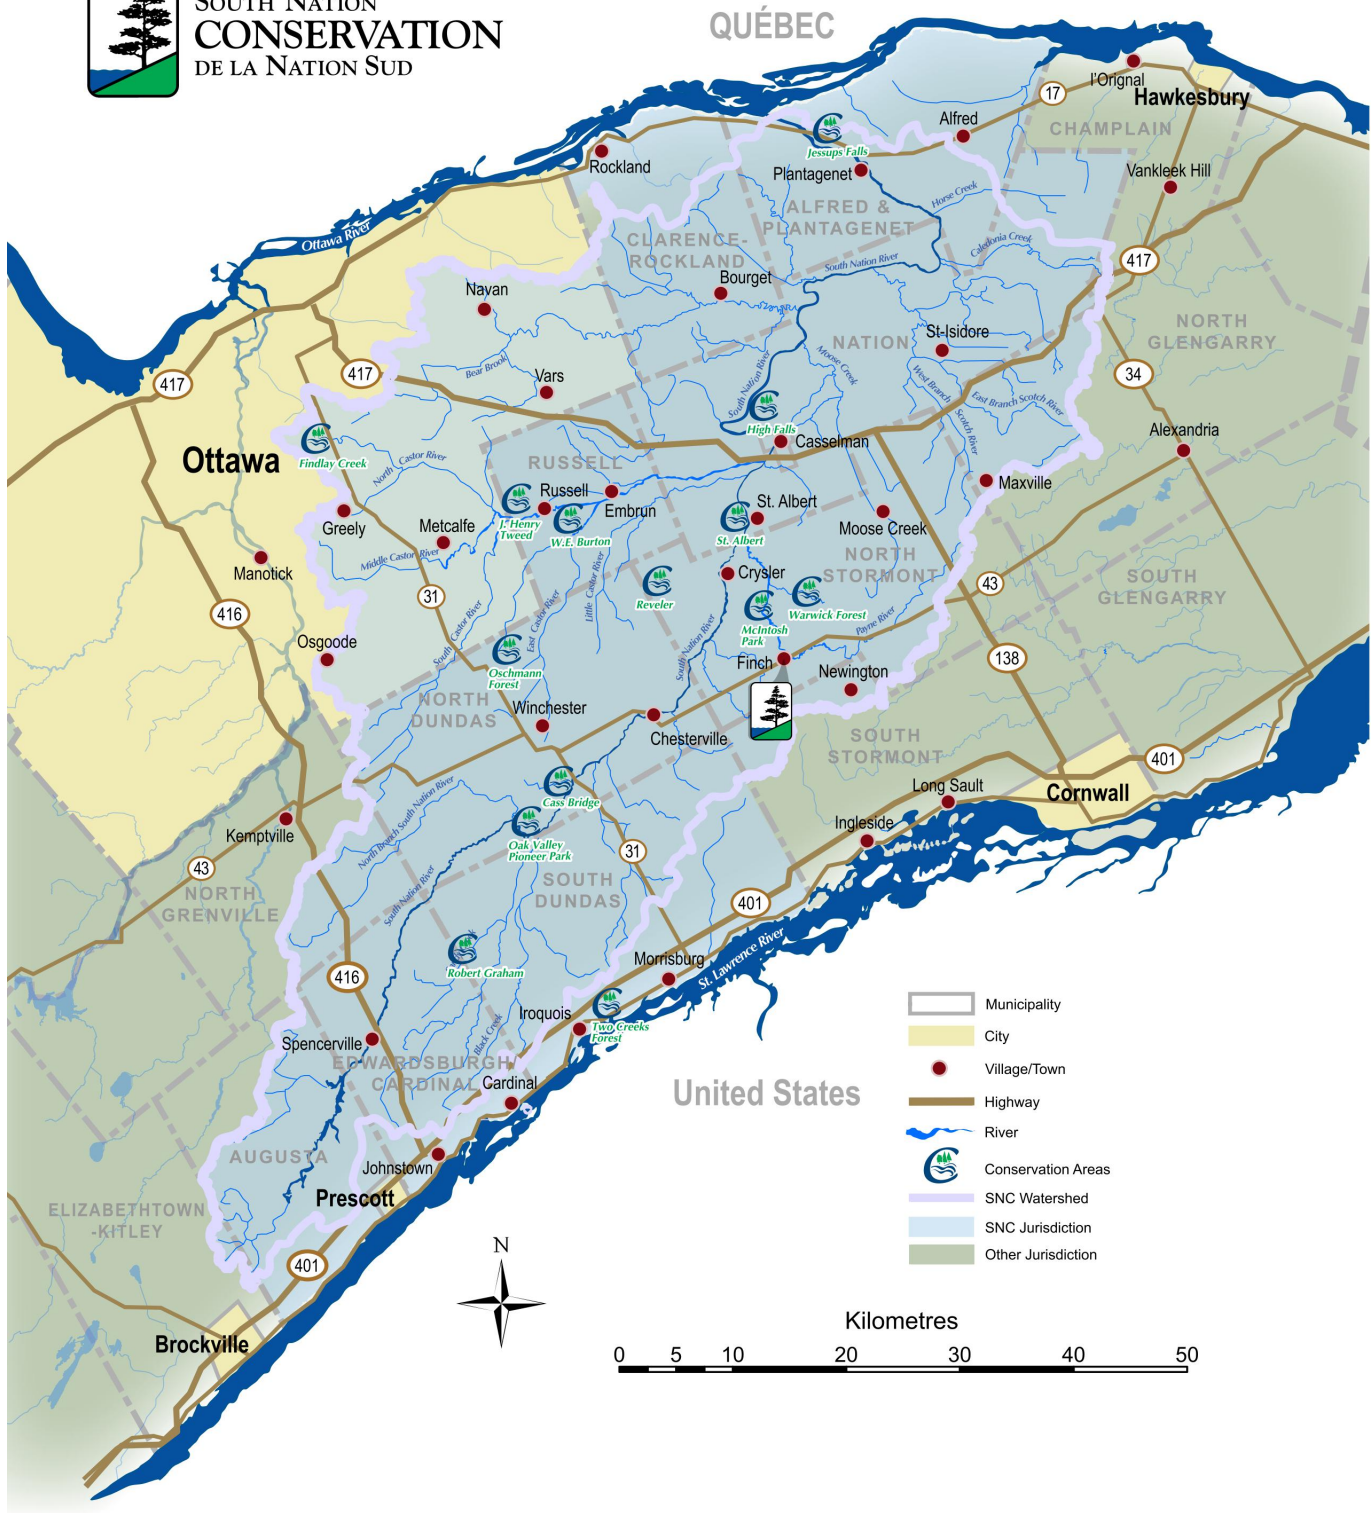 SOUTH NATION
CONSERVATION
DE LA NATION SUD
QUÉBEC
l'Orignal
17
Hawkesbury
CHAMPLAIN
Alfred
Jessups Falls
Rockland
Plantagenet
Vankleek Hill
Horse Creek
ALFRED &
PLANTAGENET
Ottawa River
CLARENCE-
ROCKLAND
Caledonia Creek
417
South Nation River
Bourget
Navan
NORTH
GLENGARRY
St-Isidore
NATION
Bear Brook
Moose Creek
South Nation River
417
417
Vars
34
West Branch
Scotch River
East Branch Scotch River
High Falls
Casselman
Alexandria
Ottawa
Findlay Creek
North Castor River
RUSSELL
Maxville
Russell
Embrun
J. Henry
Tweed
W.E. Burton
St. Albert
St. Albert
Moose Creek
Greely
Metcalfe
Middle Castor River
NORTH
STORMONT
Manotick
Crysler
43
SOUTH
GLENGARRY
31
416
Reveler
Little Castor River
East Castor River
South Castor River
Warwick Forest
McIntosh
Park
Payne River
South Nation River
Osgoode
Oschmann
Forest
Finch
Newington
138
NORTH
DUNDAS
Winchester
Chesterville
SOUTH
STORMONT
401
Cass Bridge
Long Sault
Cornwall
North Branch South Nation River
Ingleside
Kemptville
Oak Valley
Pioneer Park
31
43
South Nation River
SOUTH
DUNDAS
NORTH
GRENVILLE
401
Robert Graham
Morrisburg
St. Lawrence River
416
Iroquois
Two Creeks
Forest
Black Creek
Spencerville
EDWARDSBURGH/
CARDINAL
Cardinal
United States
AUGUSTA
Johnstown
Prescott
ELIZABETHTOWN
-KITLEY
401
Brockville
N
Municipality
City
Village/Town
Highway
River
Conservation Areas
SNC Watershed
SNC Jurisdiction
Other Jurisdiction
Kilometres
0 5 10 20 30 40 50